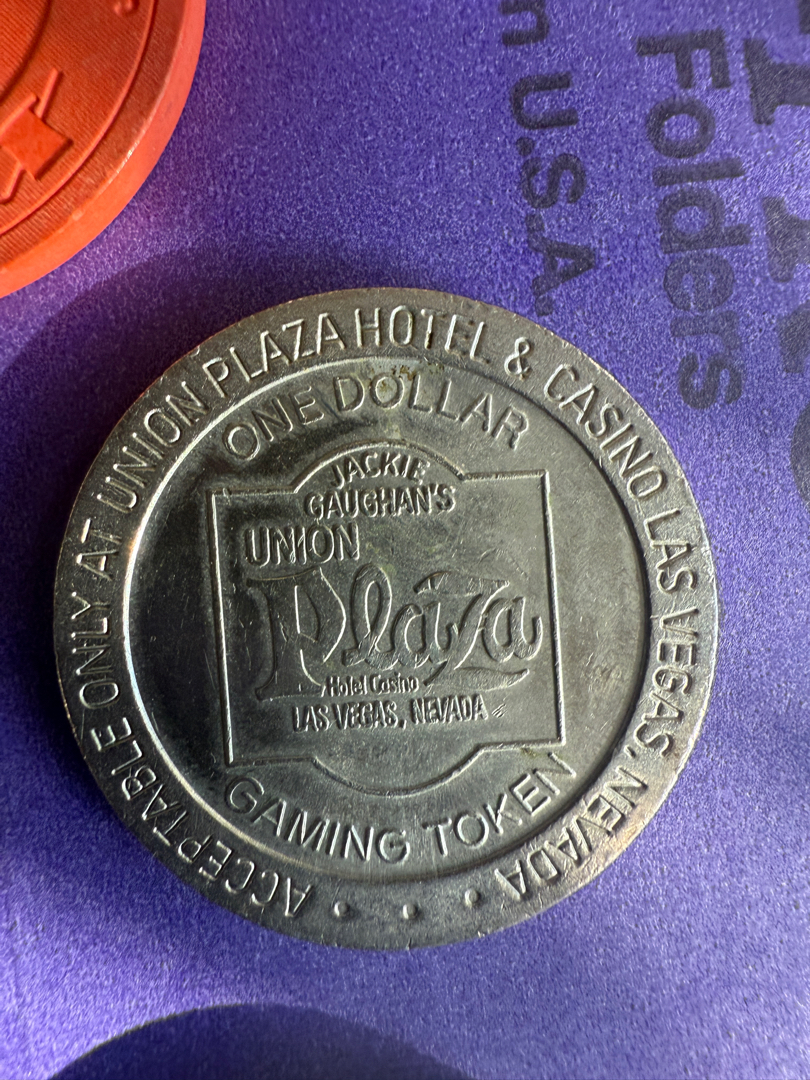 ACCEPTABLE ONLY AT UNION PLAZA HOTEL & CASINO LAS VEGAS, NEVADA
ONE DOLLAR
JACKIE
GAUGHAN'S
UNION
Plaza
Hotel Casino
LAS VEGAS, NEVADA
GAMING TOKEN
Folders
U.S.A.